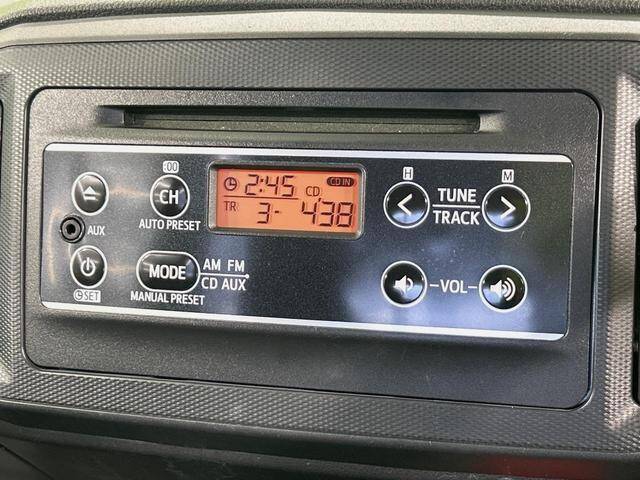 :00
CH
AUTO PRESET
AUX
SET
MODE
AM FM
CD AUX
MANUAL PRESET
2:45
CD IN
CD
TR 3- 438
H
M
< TUNE >
TRACK
-VOL-